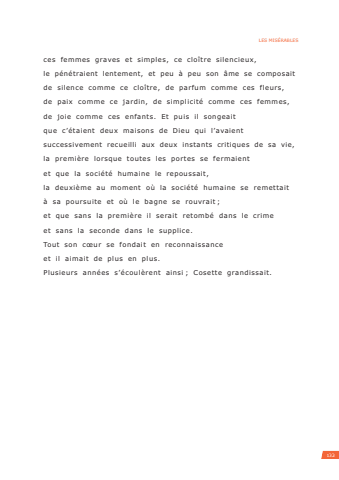 LES MISÉRABLES
ces femmes graves et simples, ce cloître silencieux,
le pénétraient lentement, et peu à peu son âme se composait
de silence comme ce cloître, de parfum comme ces fleurs,
de paix comme ce jardin, de simplicité comme ces femmes,
de joie comme ces enfants. Et puis il songeait
que c'étaient deux maisons de Dieu qui l'avaient
successivement recueilli aux deux instants critiques de sa vie,
la première lorsque toutes les portes se fermaient
et que la société humaine le repoussait,
la deuxième au moment où la société humaine se remettait
à sa poursuite et où le bagne se rouvrait ;
et que sans la première il serait retombé dans le crime
et sans la seconde dans le supplice.
Tout son cœur se fondait en reconnaissance
et il aimait de plus en plus.
Plusieurs années s'écoulèrent ainsi ; Cosette grandissait.